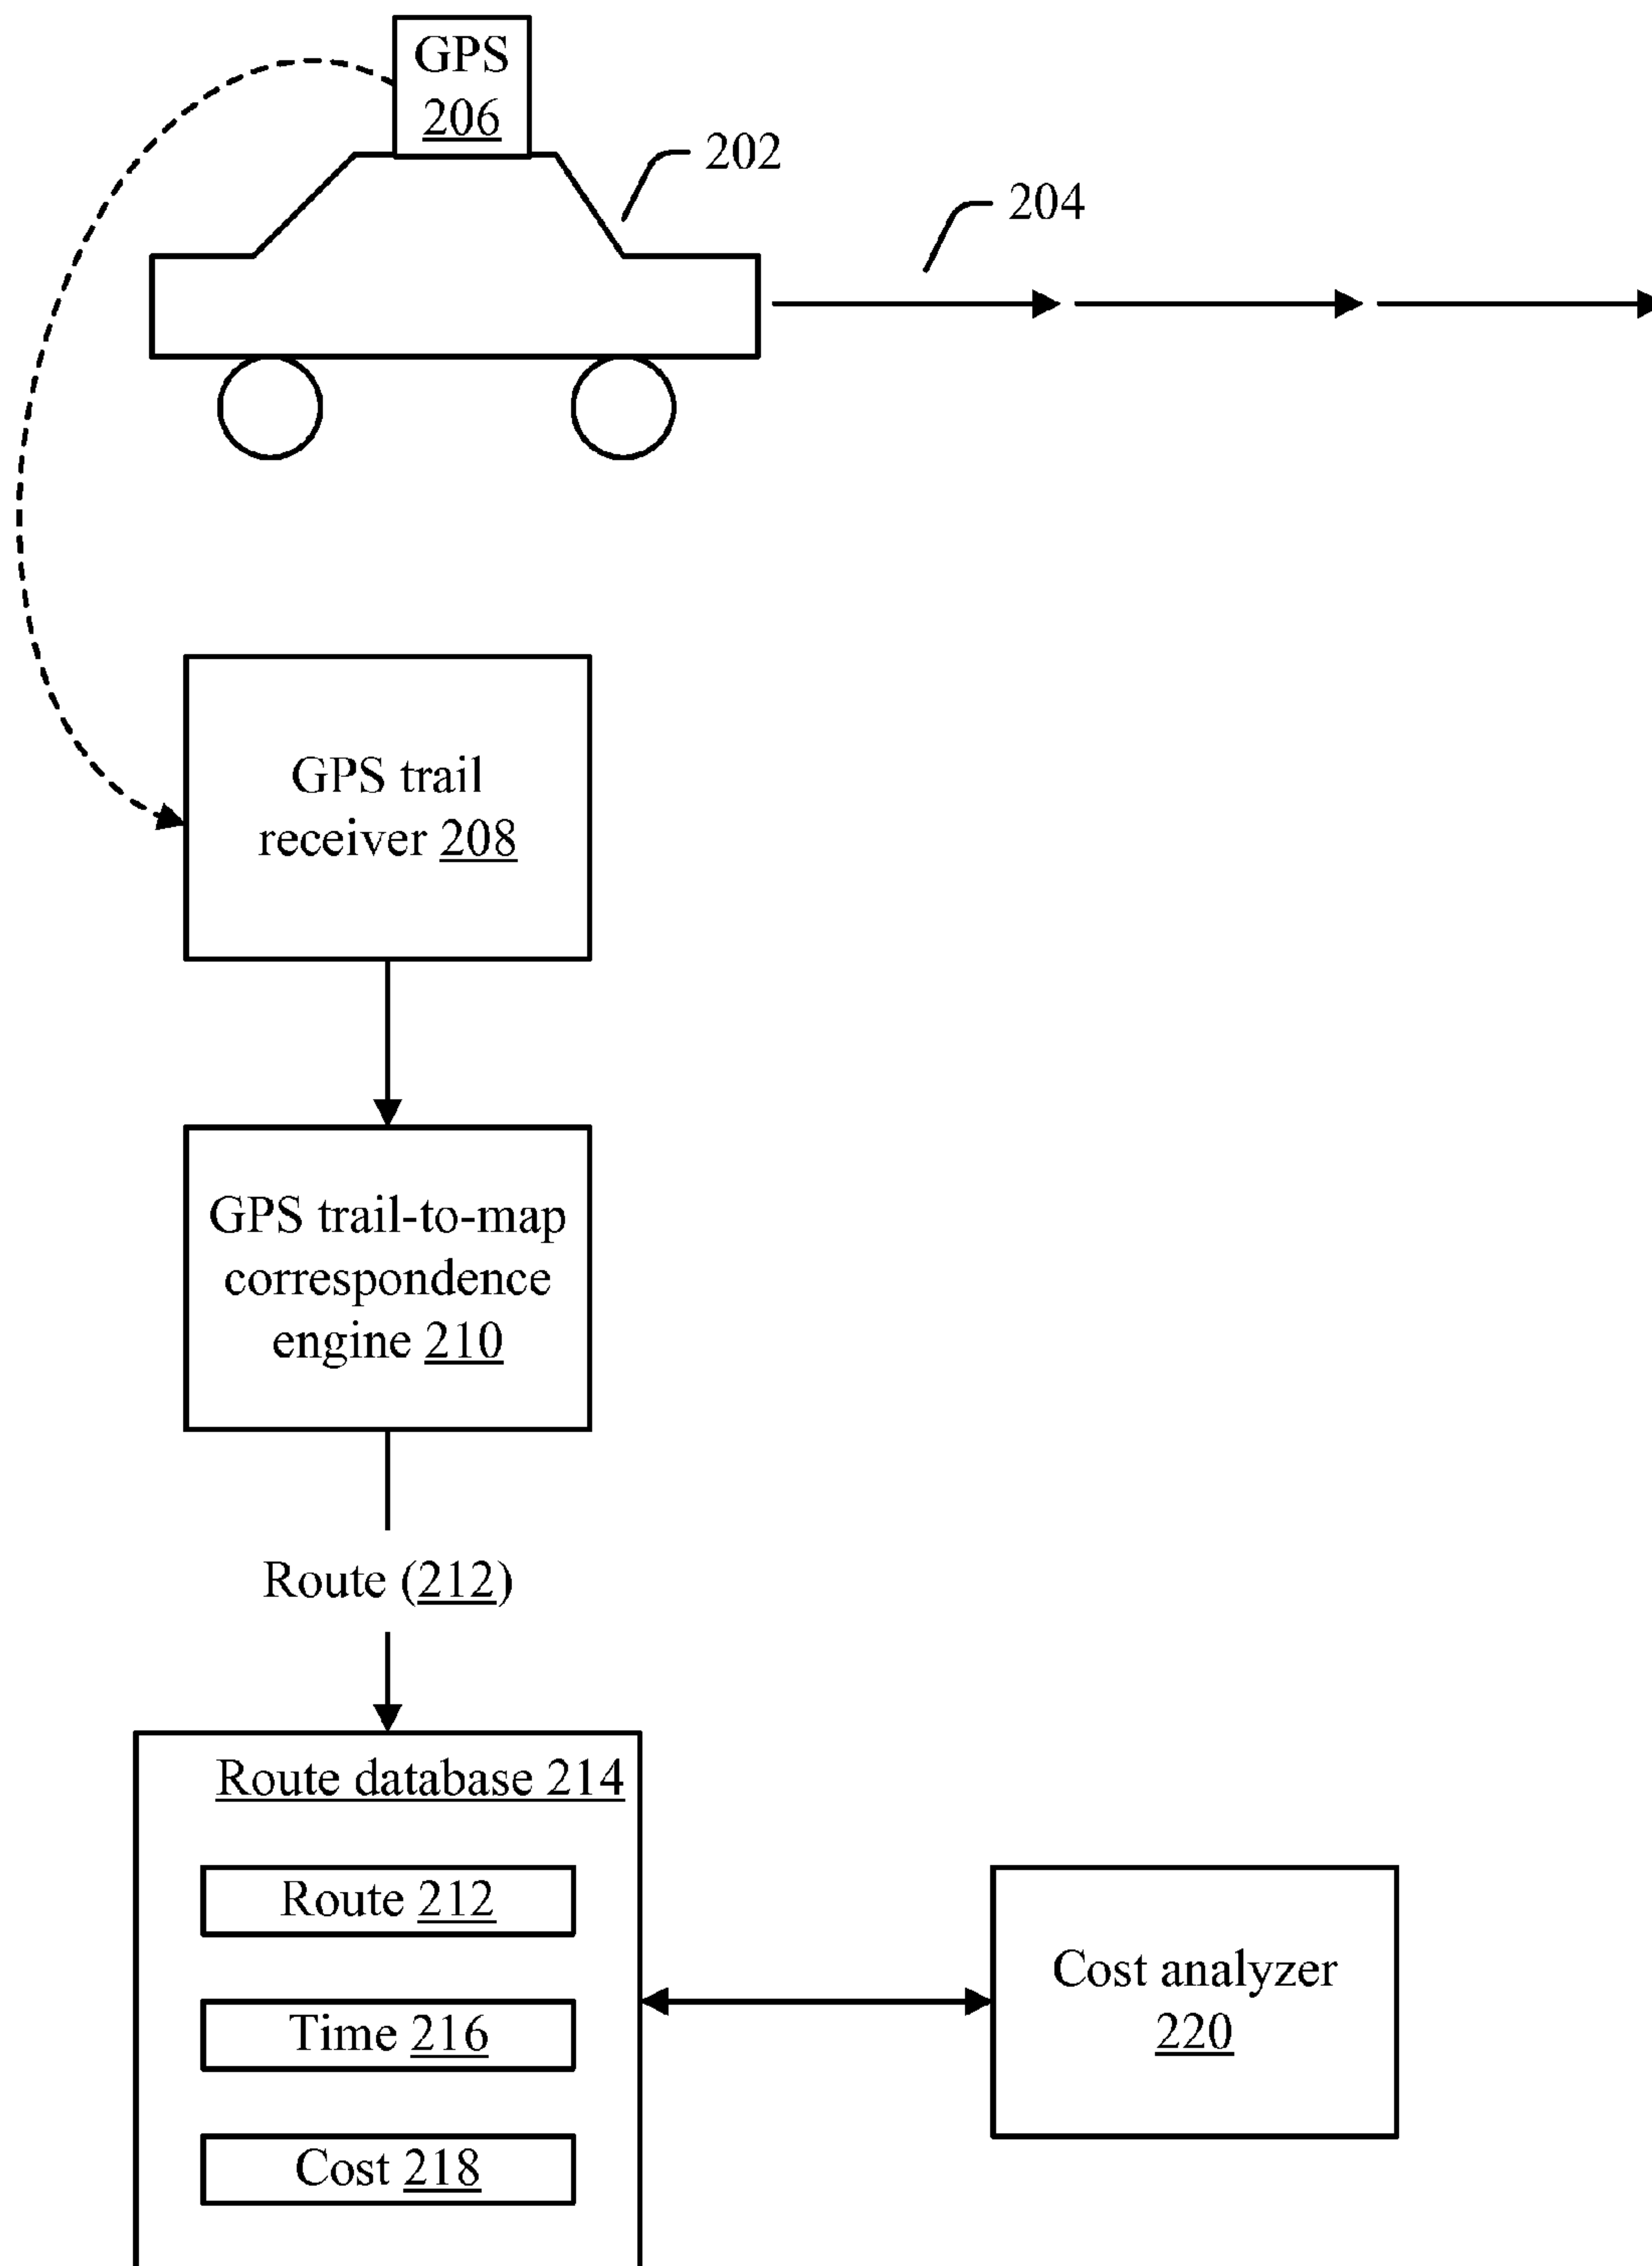 GPS
206
202
204
GPS trail
receiver 208
GPS trail-to-map
correspondence
engine 210
Route (212)
Route database 214
Route 212
Time 216
Cost 218
Cost analyzer
220